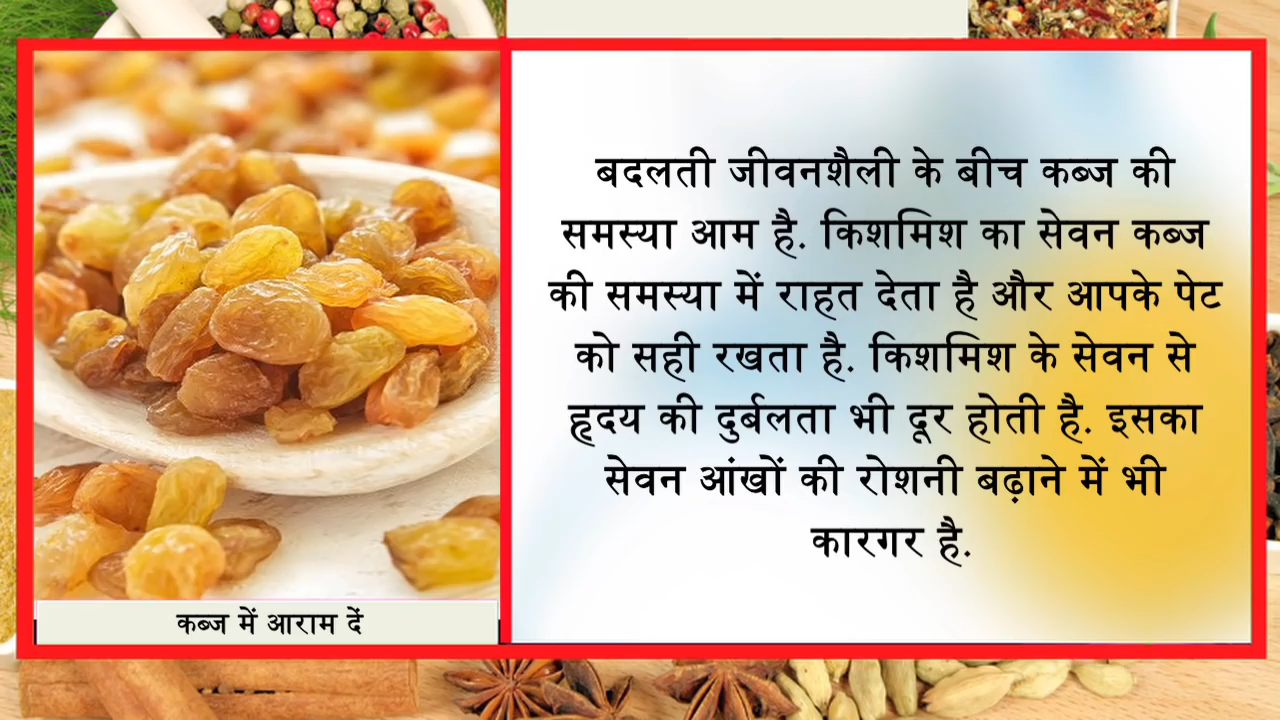 बदलती जीवनशैली के बीच कब्ज की
समस्या आम है. किशमिश का सेवन कब्ज
की समस्या में राहत देता है और आपके पेट
को सही रखता है. किशमिश के सेवन से
हृदय की दुर्बलता भी दूर होती है. इसका
सेवन आंखों की रोशनी बढ़ाने में भी
कारगर है.
कब्ज में आराम दें